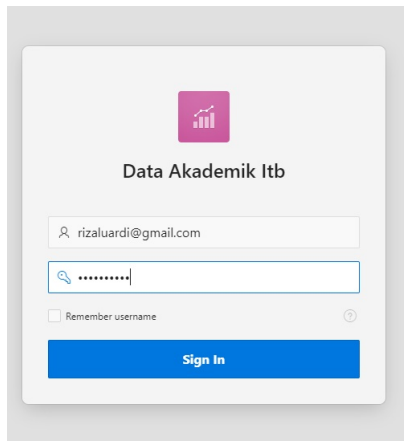 Data Akademik Itb
rizaluardi@gmail.com
••••••••••
Remember username
?
Sign In